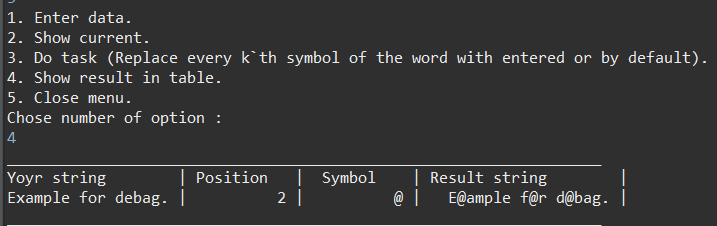 1. Enter data.
2. Show current.
3. Do task (Replace every k`th symbol of the word with entered or by default).
4. Show result in table.
5. Close menu.
Chose number of option :
4
Yoyr string | Position | Symbol | Result string |
Example for debag. | 2 | @ | E@ample f@r d@bag. |